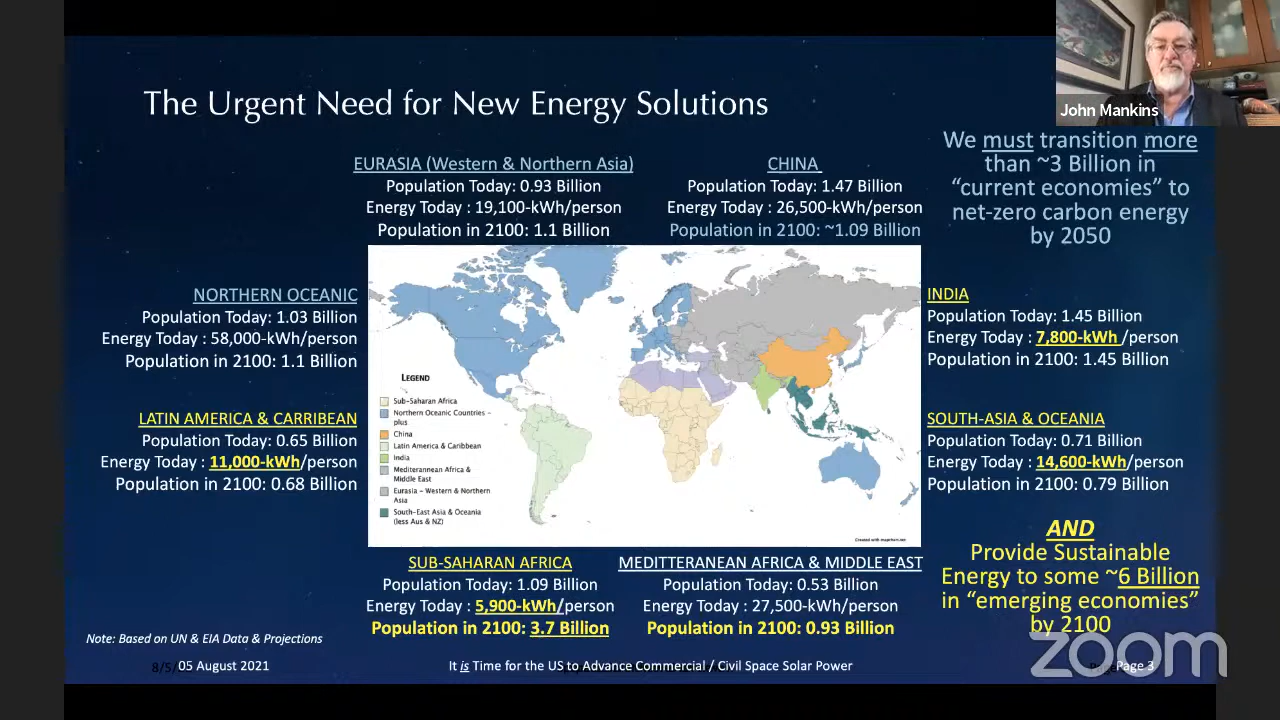 John Mankins
The Urgent Need for New Energy Solutions
We must transition more
than ~3 Billion in
“current economies” to
net-zero carbon energy
by 2050
EURASIA (Western & Northern Asia)
Population Today: 0.93 Billion
Energy Today : 19,100-kWh/person
Population in 2100: 1.1 Billion
CHINA
Population Today: 1.47 Billion
Energy Today : 26,500-kWh/person
Population in 2100: ~1.09 Billion
NORTHERN OCEANIC
Population Today: 1.03 Billion
Energy Today : 58,000-kWh/person
Population in 2100: 1.1 Billion
INDIA
Population Today: 1.45 Billion
Energy Today : 7,800-kWh /person
Population in 2100: 1.45 Billion
LEGEND
Sub-Saharan Africa
Northern Oceanic Countries –
plus
China
Latin America & Caribbean
India
Mediterannean Africa &
Middle East
Eurasia – Western & Northern
Asia
South-East Asia & Oceania
(less Aus & NZ)
LATIN AMERICA & CARRIBEAN
Population Today: 0.65 Billion
Energy Today : 11,000-kWh/person
Population in 2100: 0.68 Billion
SOUTH-ASIA & OCEANIA
Population Today: 0.71 Billion
Energy Today : 14,600-kWh/person
Population in 2100: 0.79 Billion
SUB-SAHARAN AFRICA
Population Today: 1.09 Billion
Energy Today : 5,900-kWh/person
Population in 2100: 3.7 Billion
MEDITTERANEAN AFRICA & MIDDLE EAST
Population Today: 0.53 Billion
Energy Today : 27,500-kWh/person
Population in 2100: 0.93 Billion
AND
Provide Sustainable
Energy to some ~6 Billion
in “emerging economies”
by 2100
Note: Based on UN & EIA Data & Projections
05 August 2021
It is Time for the US to Advance Commercial / Civil Space Solar Power
Page 3
zoom